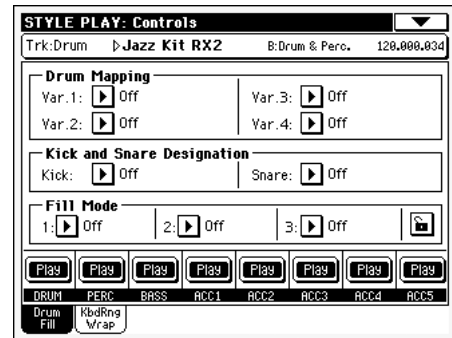 STYLE PLAY: Controls
Trk:Drum ▷Jazz Kit RX2 B:Drum & Perc. 120.000.034
Drum Mapping
Var.1: Off Var.3: Off
Var.2: Off Var.4: Off
Kick and Snare Designation
Kick: Off Snare: Off
Fill Mode
1: Off 2: Off 3: Off
Play Play Play Play Play Play Play Play
DRUM PERC BASS ACC1 ACC2 ACC3 ACC4 ACC5
Drum KbdRng
Fill Wrap